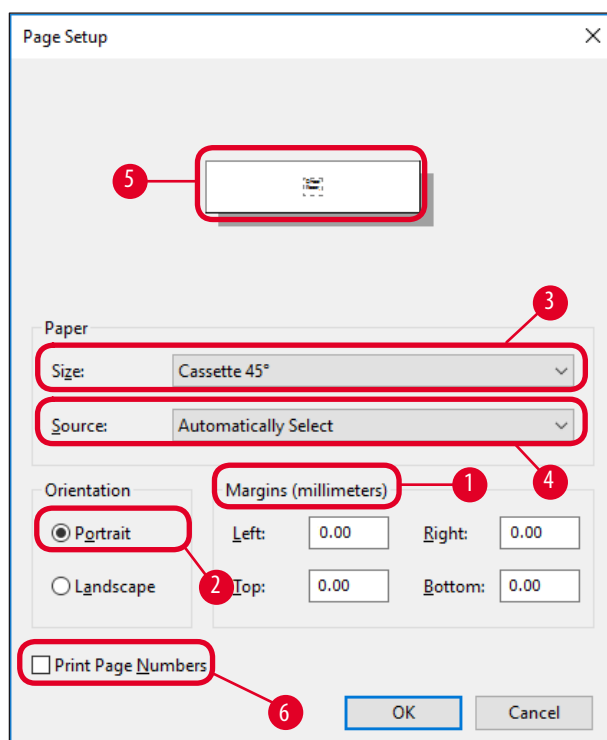 Page Setup
5
3
Paper
Size: Cassette 45°
Source: Automatically Select
4
Orientation
Margins (millimeters)
1
Portrait
Left: 0.00 Right: 0.00
2
Landscape
Top: 0.00 Bottom: 0.00
Print Page Numbers
6
OK Cancel